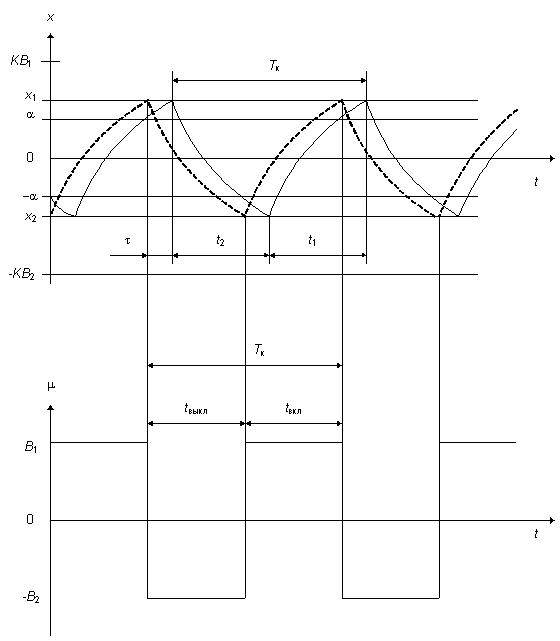 x
KB₁
Tк
x₁
α
0
t
-α
x₂
τ
t₂
t₁
-KB₂
Tк
μ
tвыкл
tвкл
B₁
0
t
-B₂